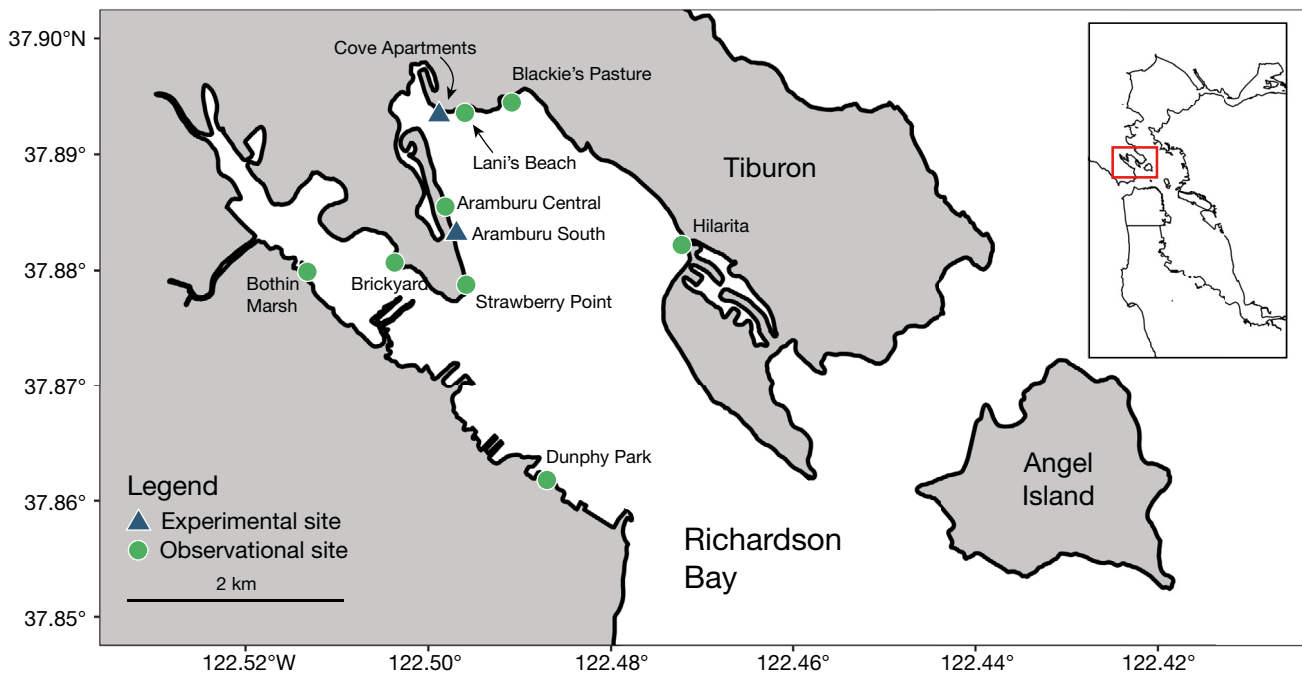 37.90°N
Cove Apartments
Blackie's Pasture
37.89°
Lani's Beach
Tiburon
Aramburu Central
Aramburu South
Hilarita
37.88°
Bothin
Marsh
Brickyard
Strawberry Point
37.87°
Dunphy Park
Angel
Island
37.86°
Legend
Experimental site
Observational site
2 km
Richardson
Bay
37.85°
122.52°W
122.50°
122.48°
122.46°
122.44°
122.42°